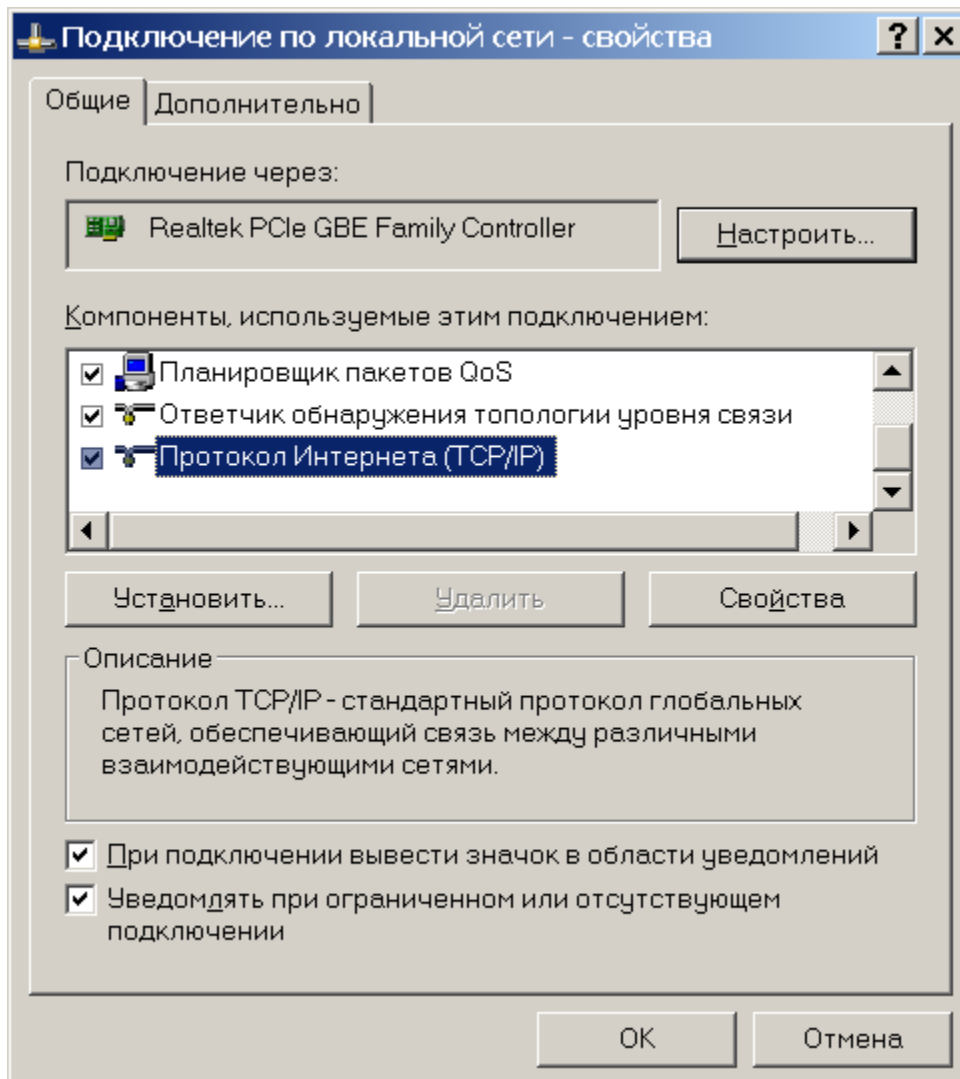 Подключение по локальной сети - свойства
Общие
Дополнительно
Подключение через:
Realtek PCIe GBE Family Controller
Настроить...
Компоненты, используемые этим подключением:
Планировщик пакетов QoS
Ответчик обнаружения топологии уровня связи
Протокол Интернета (TCP/IP)
Установить...
Удалить
Свойства
Описание
Протокол TCP/IP - стандартный протокол глобальных
сетей, обеспечивающий связь между различными
взаимодействующими сетями.
При подключении вывести значок в области уведомлений
Уведомлять при ограниченном или отсутствующем
подключении
OK
Отмена